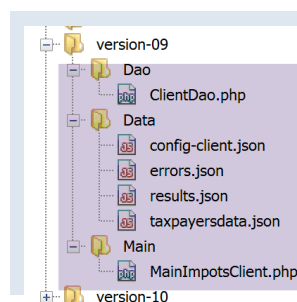 version-09
Dao
ClientDao.php
Data
config-client.json
errors.json
results.json
taxpayersdata.json
Main
MainImpotsClient.php
version-10